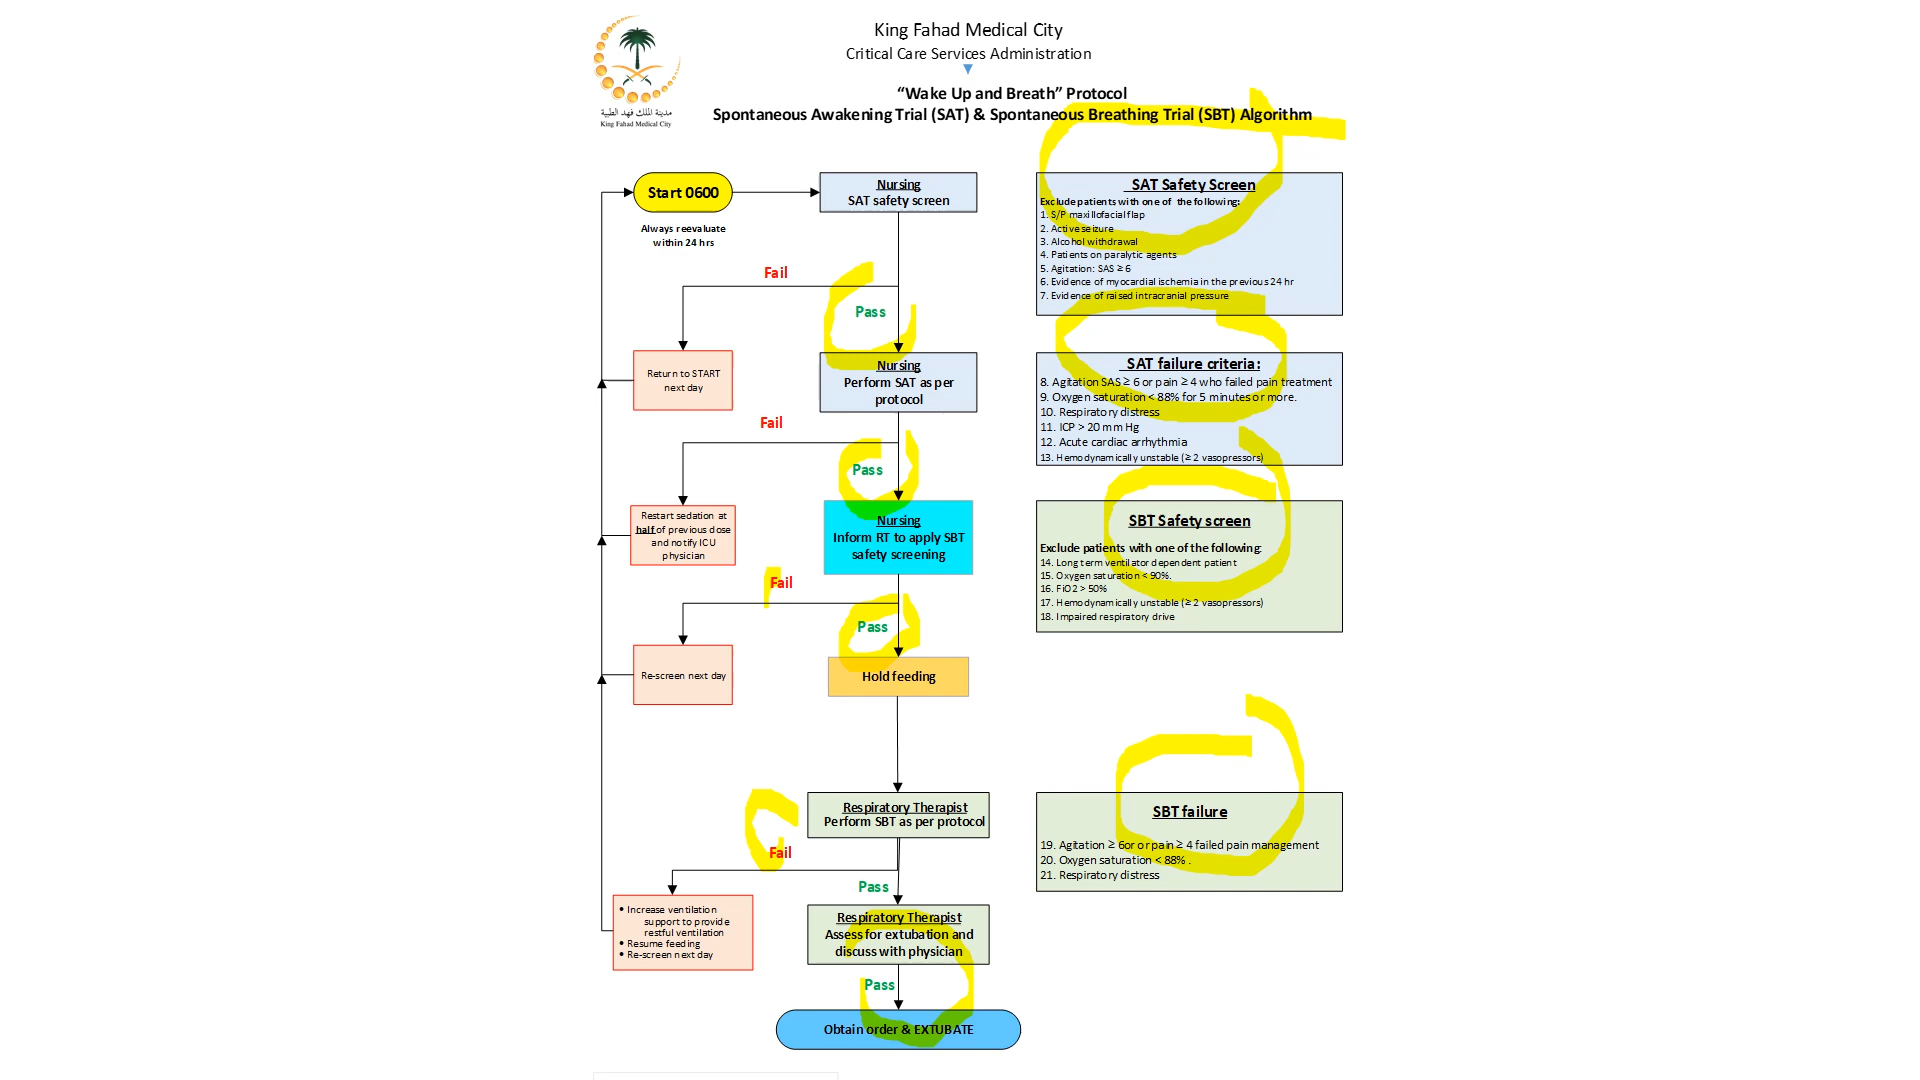 King Fahad Medical City
Critical Care Services Administration
مدينة الملك فهد الطبية
King Fahad Medical City
“Wake Up and Breath” Protocol
Spontaneous Awakening Trial (SAT) & Spontaneous Breathing Trial (SBT) Algorithm
Start 0600
Always reevaluate
within 24 hrs
Nursing
SAT safety screen
Fail
Pass
Return to START
next day
Nursing
Perform SAT as per
protocol
Fail
Pass
Restart sedation at
half of previous dose
and notify ICU
physician
Nursing
Inform RT to apply SBT
safety screening
Fail
Pass
Re-screen next day
Hold feeding
Respiratory Therapist
Perform SBT as per protocol
Fail
Pass
• Increase ventilation
support to provide
restful ventilation
• Resume feeding
• Re-screen next day
Respiratory Therapist
Assess for extubation and
discuss with physician
Pass
Obtain order & EXTUBATE
SAT Safety Screen
Exclude patients with one of the following:
1. S/P maxillofacial flap
2. Active seizure
3. Alcohol withdrawal
4. Patients on paralytic agents
5. Agitation: SAS ≥ 6
6. Evidence of myocardial ischemia in the previous 24 hr
7. Evidence of raised intracranial pressure
SAT failure criteria:
8. Agitation SAS ≥ 6 or pain ≥ 4 who failed pain treatment
9. Oxygen saturation < 88% for 5 minutes or more.
10. Respiratory distress
11. ICP > 20 mm Hg
12. Acute cardiac arrhythmia
13. Hemodynamically unstable (≥ 2 vasopressors)
SBT Safety screen
Exclude patients with one of the following:
14. Long term ventilator dependent patient
15. Oxygen saturation < 90%.
16. FiO2 > 50%
17. Hemodynamically unstable (≥ 2 vasopressors)
18. Impaired respiratory drive
SBT failure
19. Agitation ≥ 6or or pain ≥ 4 failed pain management
20. Oxygen saturation < 88% .
21. Respiratory distress